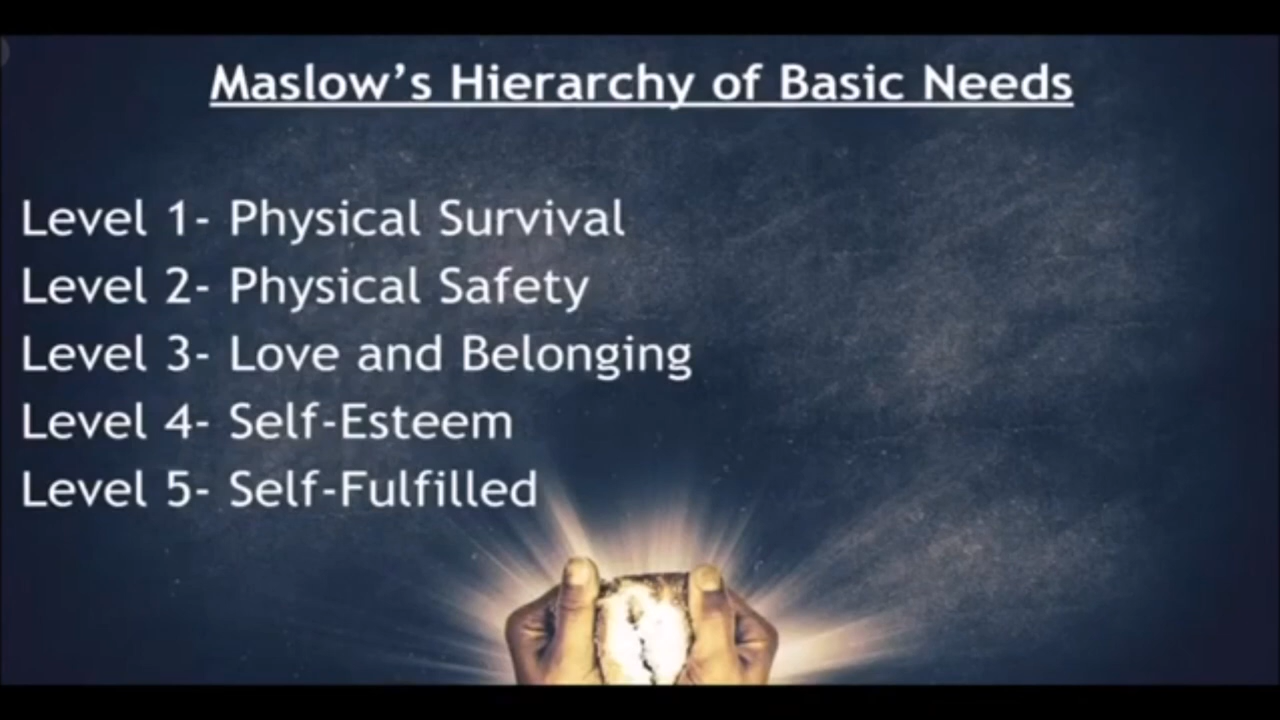 Maslow’s Hierarchy of Basic Needs
Level 1- Physical Survival
Level 2- Physical Safety
Level 3- Love and Belonging
Level 4- Self-Esteem
Level 5- Self-Fulfilled